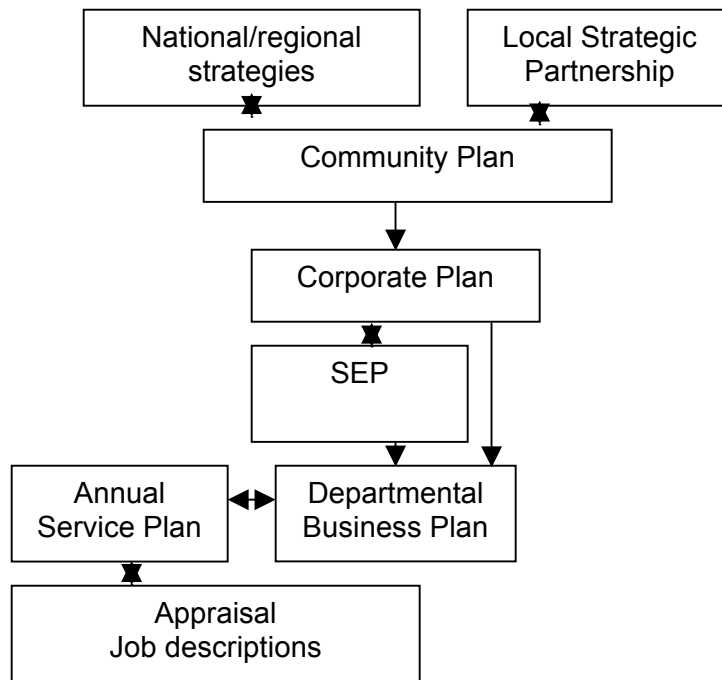 National/regional
strategies
Local Strategic
Partnership
Community Plan
Corporate Plan
SEP
Annual
Service Plan
Departmental
Business Plan
Appraisal
Job descriptions